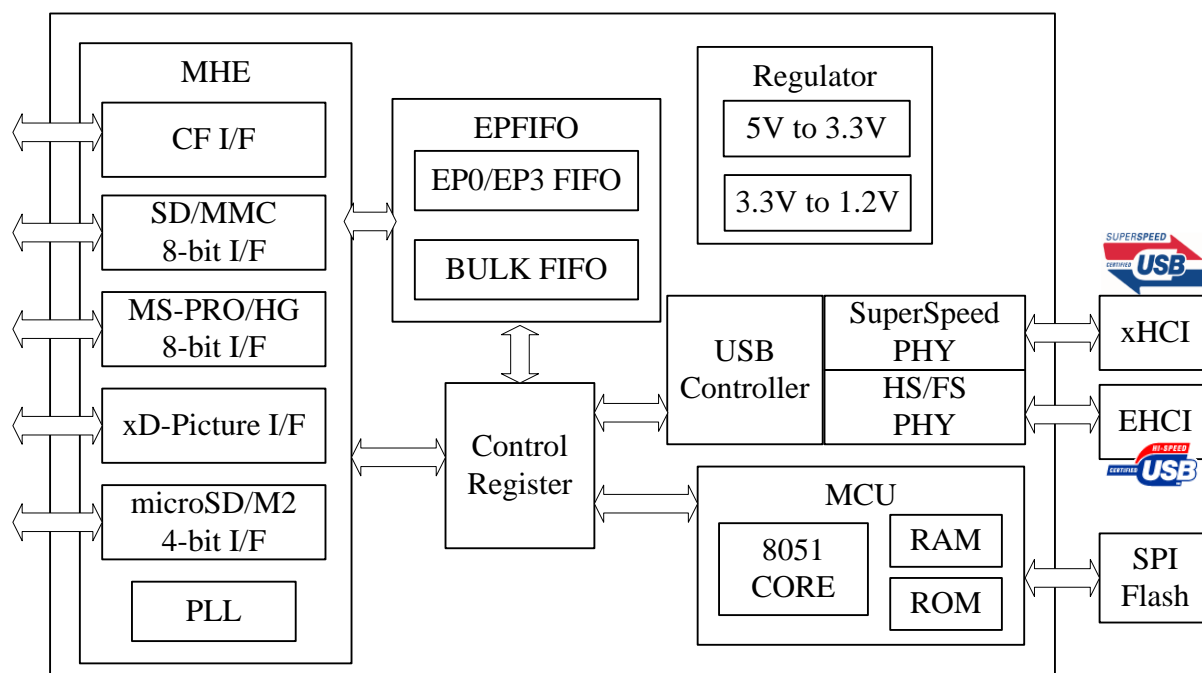 MHE
CF I/F
SD/MMC
8-bit I/F
MS-PRO/HG
8-bit I/F
xD-Picture I/F
microSD/M2
4-bit I/F
PLL
EPFIFO
EP0/EP3 FIFO
BULK FIFO
Control
Register
Regulator
5V to 3.3V
3.3V to 1.2V
USB
Controller
SuperSpeed
PHY
HS/FS
PHY
MCU
8051
CORE
RAM
ROM
SUPERSPEED
CERTIFIED USB
xHCI
EHCI
HI-SPEED
CERTIFIED USB
SPI
Flash